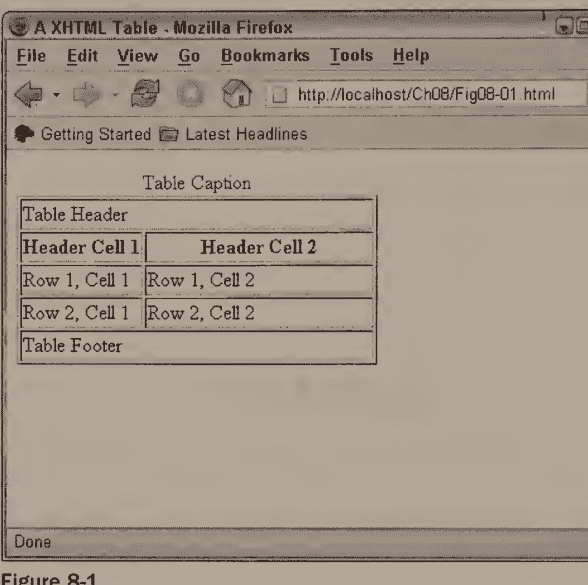 A XHTML Table - Mozilla Firefox
File Edit View Go Bookmarks Tools Help
http://localhost/Ch08/Fig08-01.html
Getting Started Latest Headlines
Table Caption
Table Header
Header Cell 1 Header Cell 2
Row 1, Cell 1 Row 1, Cell 2
Row 2, Cell 1 Row 2, Cell 2
Table Footer
Done
Figure 8-1